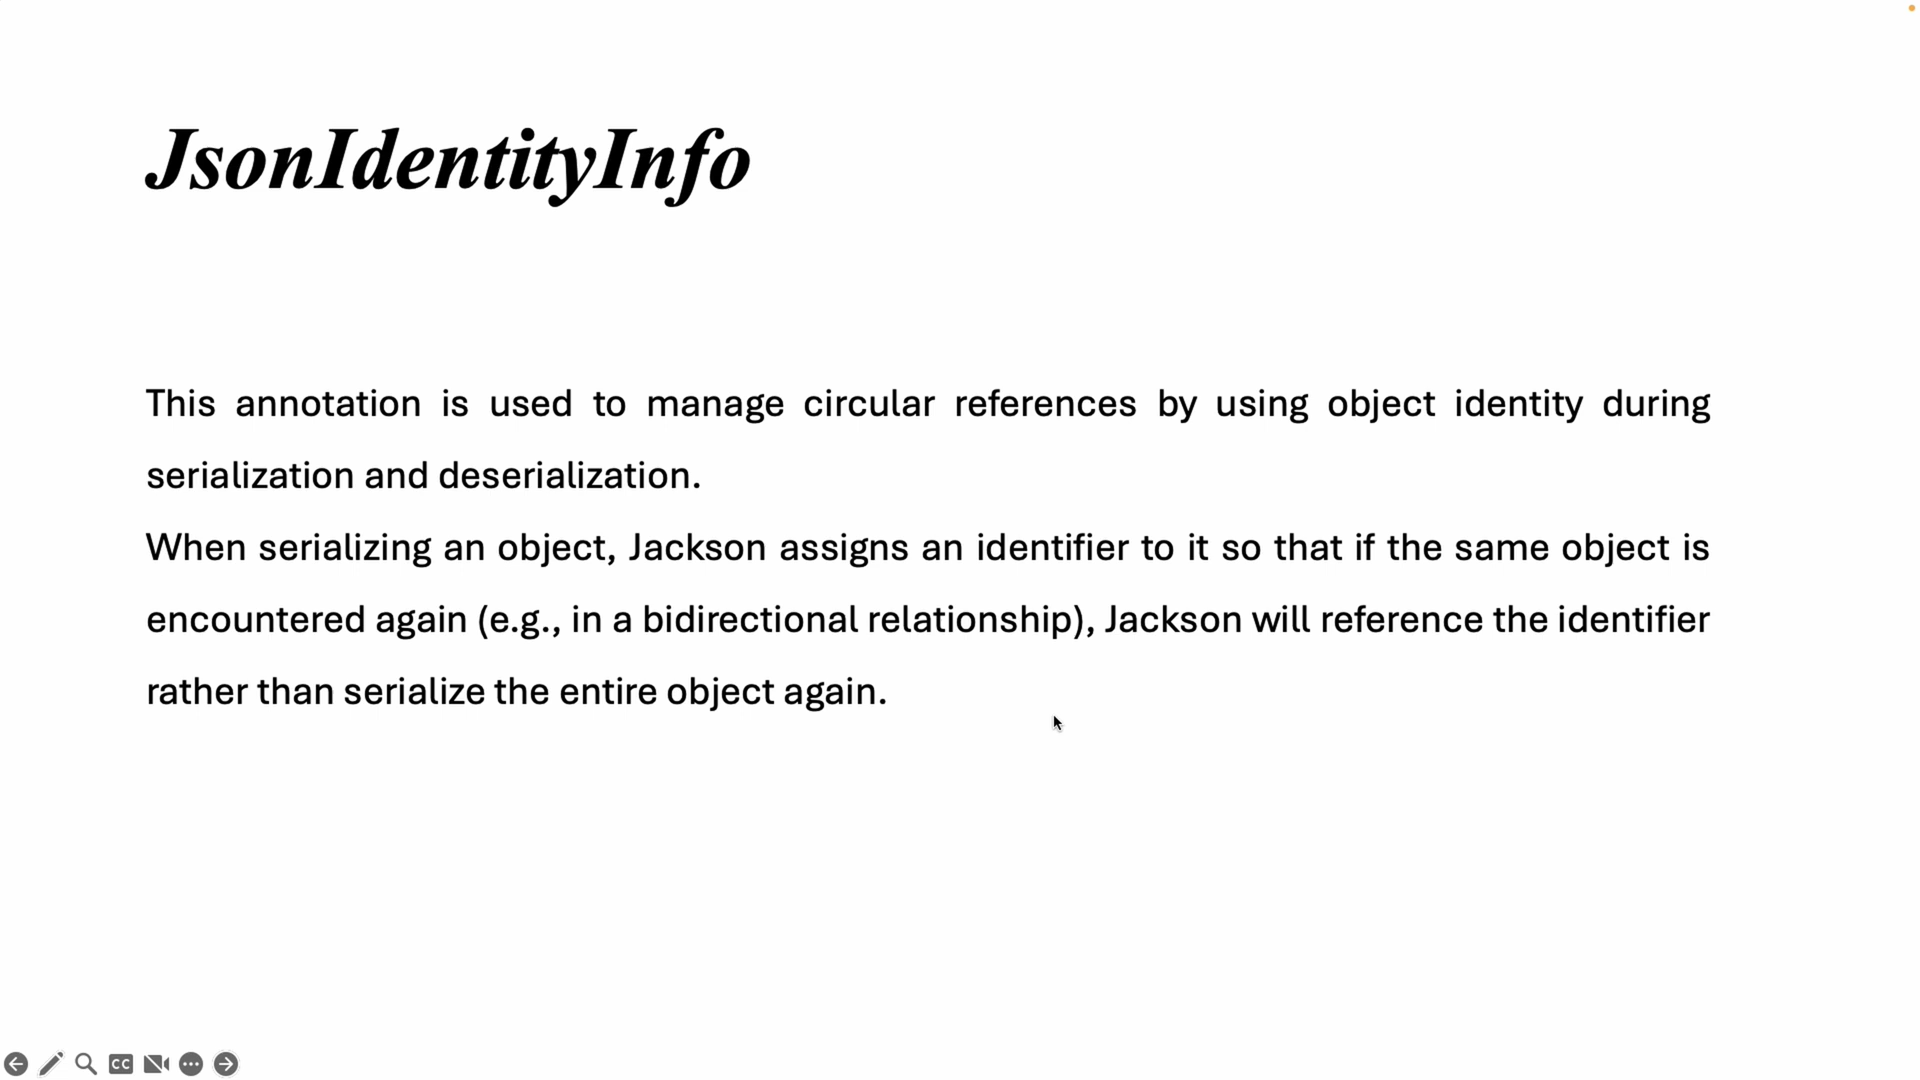 JsonIdentityInfo
This annotation is used to manage circular references by using object identity during
serialization and deserialization.
When serializing an object, Jackson assigns an identifier to it so that if the same object is
encountered again (e.g., in a bidirectional relationship), Jackson will reference the identifier
rather than serialize the entire object again.
CC